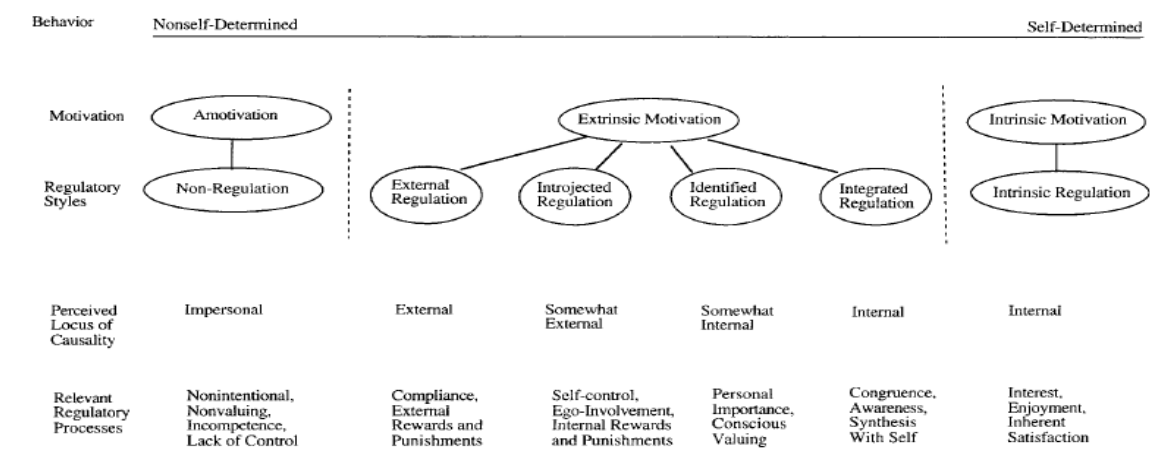 Behavior
Nonself-Determined
Self-Determined
Motivation
Amotivation
Extrinsic Motivation
Intrinsic Motivation
Regulatory
Styles
Non-Regulation
External
Regulation
Introjected
Regulation
Identified
Regulation
Integrated
Regulation
Intrinsic Regulation
Perceived
Locus of
Causality
Impersonal
External
Somewhat
External
Somewhat
Internal
Internal
Internal
Relevant
Regulatory
Processes
Nonintentional,
Nonvaluing,
Incompetence,
Lack of Control
Compliance,
External
Rewards and
Punishments
Self-control,
Ego-Involvement,
Internal Rewards
and Punishments
Personal
Importance,
Conscious
Valuing
Congruence,
Awareness,
Synthesis
With Self
Interest,
Enjoyment,
Inherent
Satisfaction